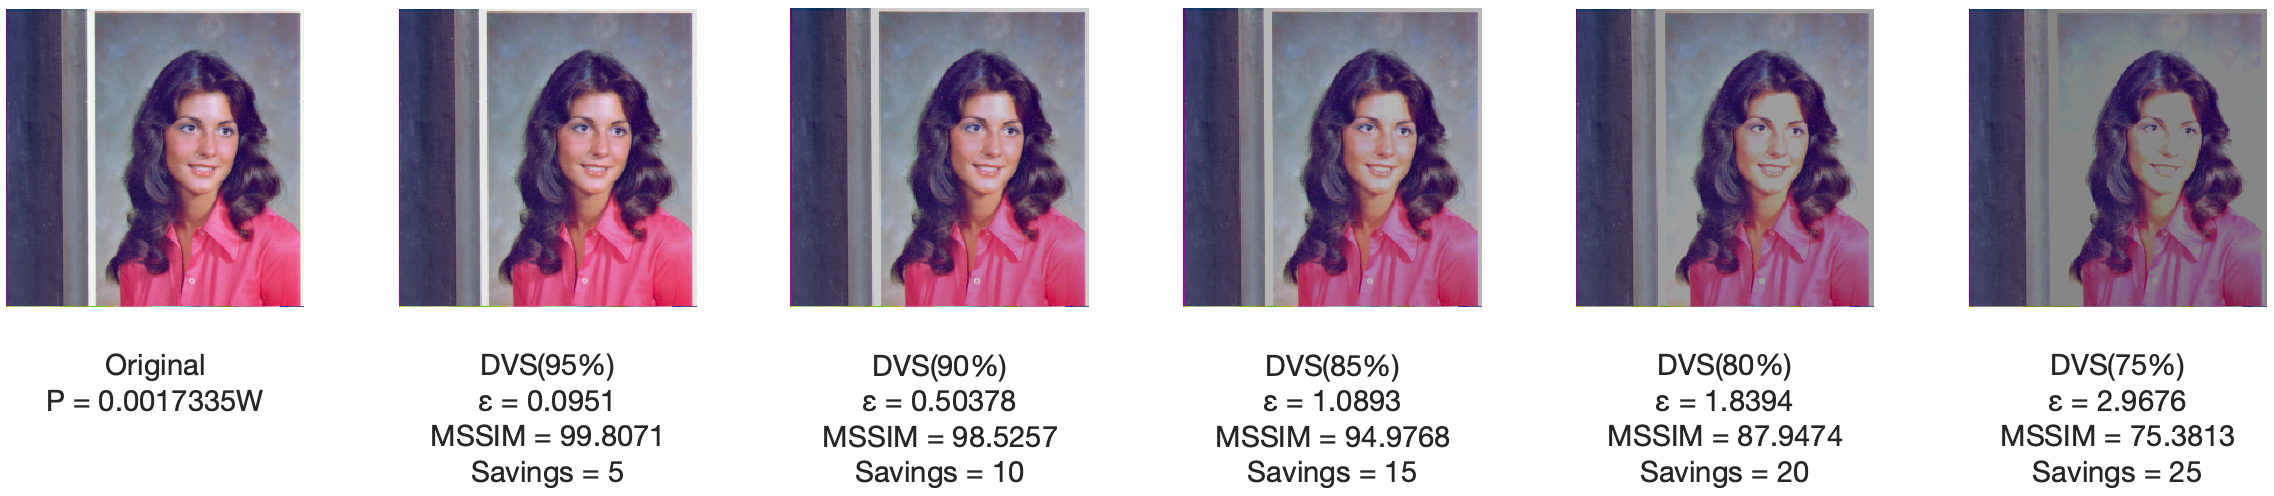 Original
P = 0.0017335W
DVS(95%)
ε = 0.0951
MSSIM = 99.8071
Savings = 5
DVS(90%)
ε = 0.50378
MSSIM = 98.5257
Savings = 10
DVS(85%)
ε = 1.0893
MSSIM = 94.9768
Savings = 15
DVS(80%)
ε = 1.8394
MSSIM = 87.9474
Savings = 20
DVS(75%)
ε = 2.9676
MSSIM = 75.3813
Savings = 25